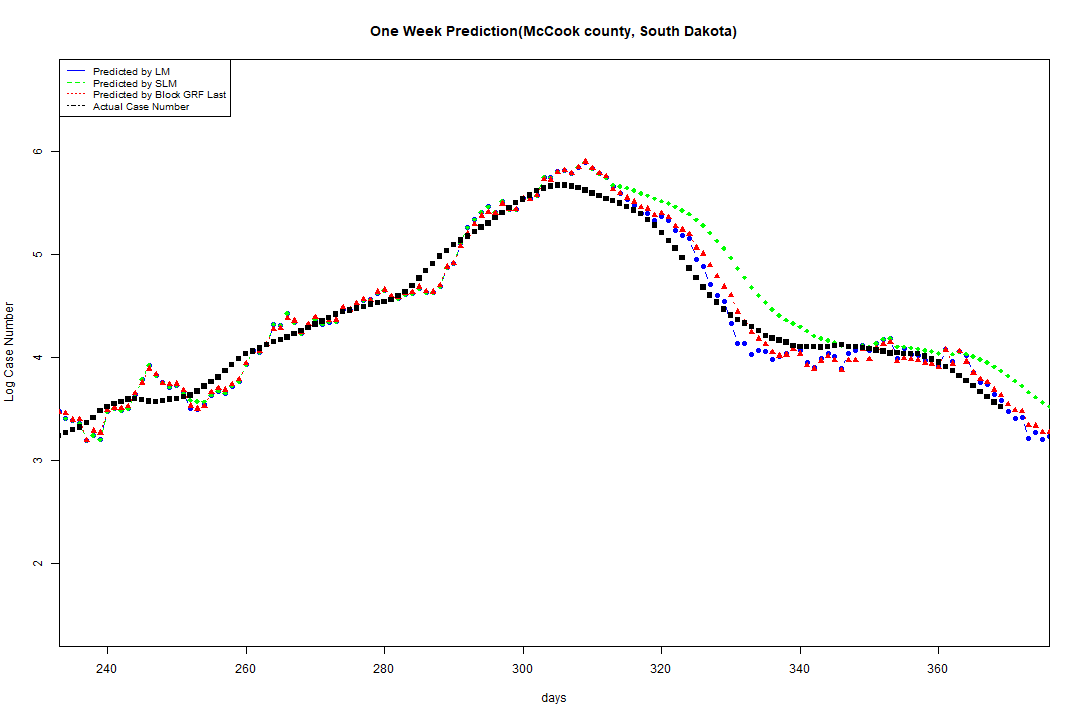 One Week Prediction(McCook county, South Dakota)
Predicted by LM
Predicted by SLM
Predicted by Block GRF Last
Actual Case Number
6
5
4
3
2
Log Case Number
240 260 280 300 320 340 360
days